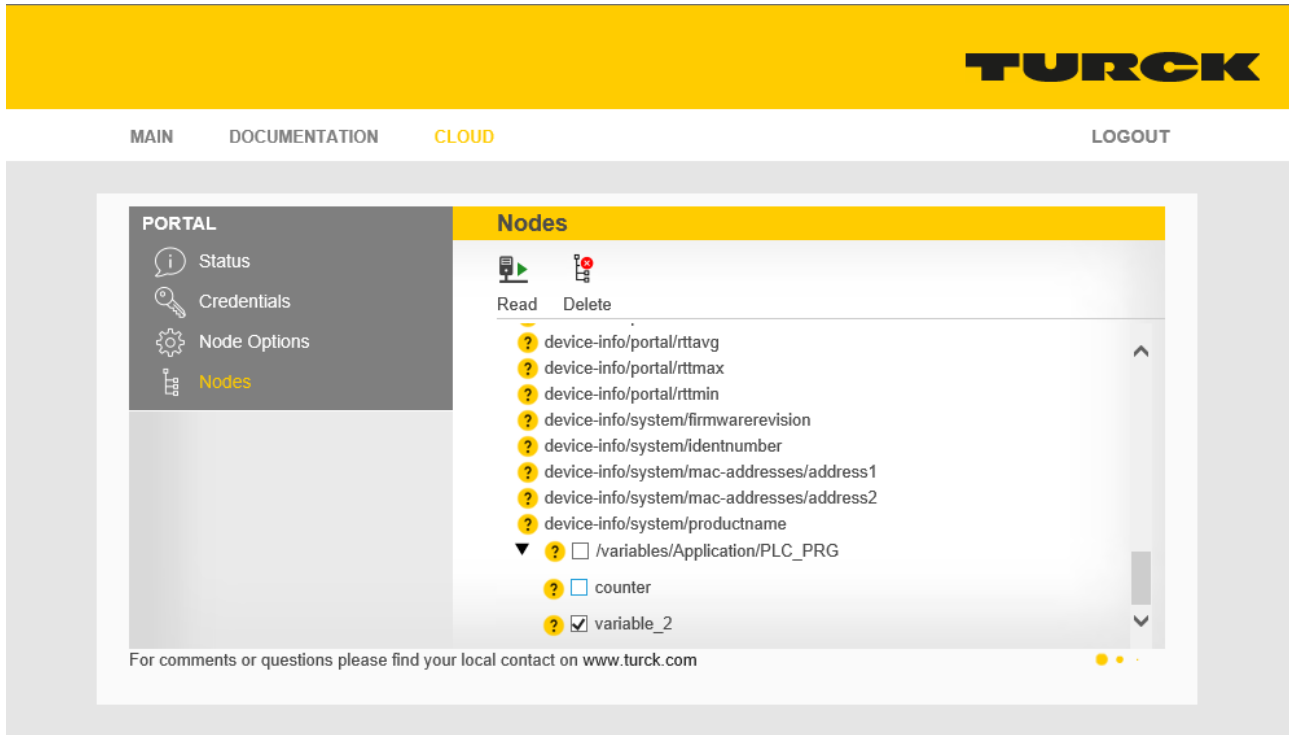 TURCK
MAIN DOCUMENTATION CLOUD LOGOUT
PORTAL
Status
Credentials
Node Options
Nodes
Nodes
Read Delete
device-info/portal/rttavg
device-info/portal/rttmax
device-info/portal/rttmin
device-info/system/firmwarerevision
device-info/system/identnumber
device-info/system/mac-addresses/address1
device-info/system/mac-addresses/address2
device-info/system/productname
/variables/Application/PLC_PRG
counter
variable_2
For comments or questions please find your local contact on www.turck.com